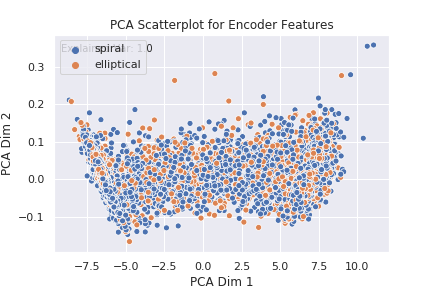 PCA Scatterplot for Encoder Features
spiral
elliptical
PCA Dim 2
0.3
0.2
0.1
0.0
−0.1
−7.5 −5.0 −2.5 0.0 2.5 5.0 7.5 10.0
PCA Dim 1